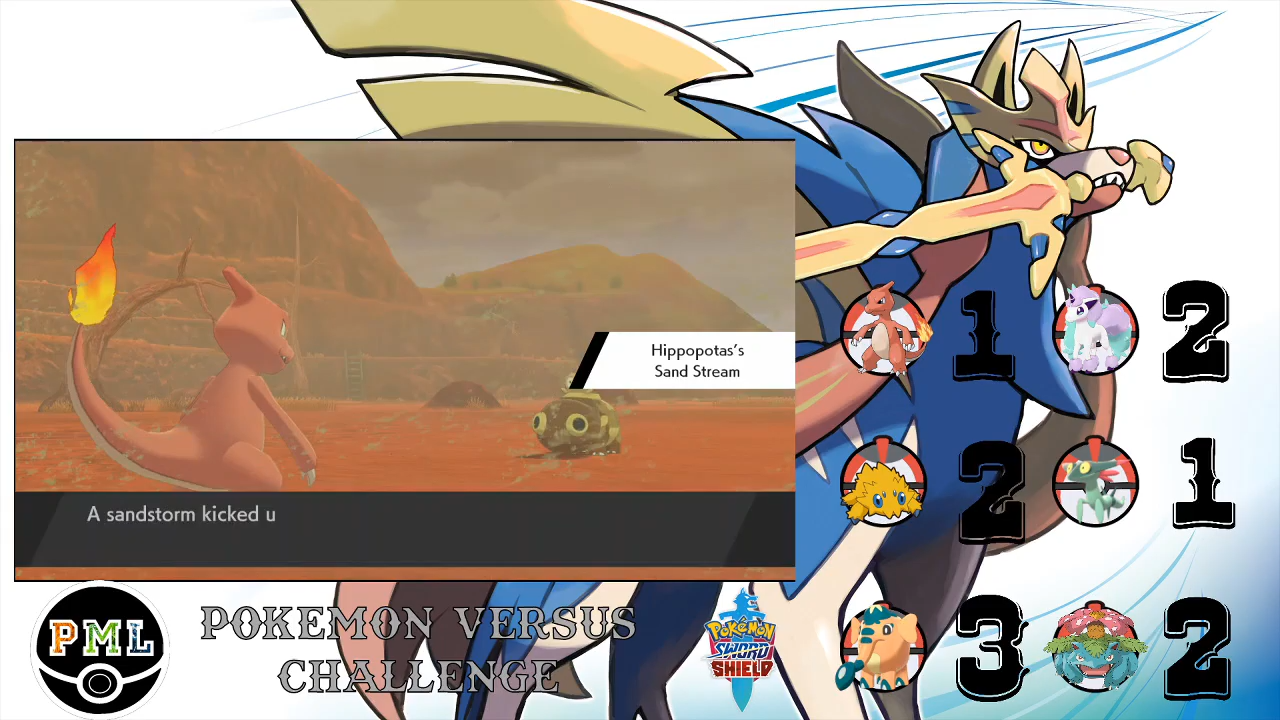 Hippopotas's
Sand Stream
A sandstorm kicked u
1
2
2
1
3
2
PML
POKEMON VERSUS
CHALLENGE
POKéMON
SWORD
SHIELD